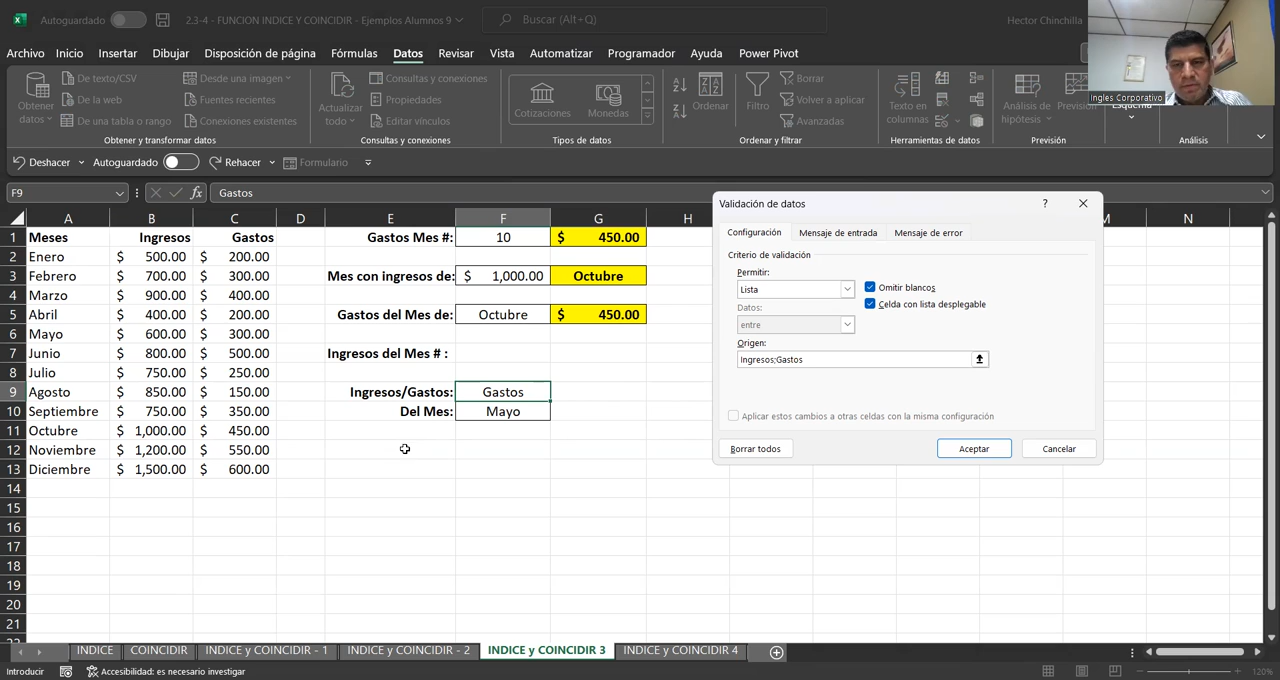 Autoguardado
2.3-4 - FUNCION INDICE Y COINCIDIR - Ejemplos Alumnos 9
Buscar (Alt+Q)
Hector Chinchilla
Archivo Inicio Insertar Dibujar Disposición de página Fórmulas Datos Revisar Vista Automatizar Programador Ayuda Power Pivot
Obtener datos
De texto/CSV
De la web
De una tabla o rango
Desde una imagen
Fuentes recientes
Conexiones existentes
Obtener y transformar datos
Actualizar todo
Consultas y conexiones
Propiedades
Editar vínculos
Consultas y conexiones
Cotizaciones
Monedas
Tipos de datos
Ordenar
Filtro
Borrar
Volver a aplicar
Avanzadas
Ordenar y filtrar
Texto en columnas
Herramientas de datos
Análisis de hipótesis
Previsión
Esquema
Análisis
Ingles Corporativo
Deshacer Autoguardado Rehacer Formulario
F9 fx Gastos
A B C D E F G H M N
1 Meses Ingresos Gastos Gastos Mes #: 10 $ 450.00
2 Enero $ 500.00 $ 200.00
3 Febrero $ 700.00 $ 300.00 Mes con ingresos de: $ 1,000.00 Octubre
4 Marzo $ 900.00 $ 400.00
5 Abríl $ 400.00 $ 200.00 Gastos del Mes de: Octubre $ 450.00
6 Mayo $ 600.00 $ 300.00
7 Junio $ 800.00 $ 500.00 Ingresos del Mes # :
8 Julio $ 750.00 $ 250.00
9 Agosto $ 850.00 $ 150.00 Ingresos/Gastos: Gastos
10 Septiembre $ 750.00 $ 350.00 Del Mes: Mayo
11 Octubre $ 1,000.00 $ 450.00
12 Noviembre $ 1,200.00 $ 550.00
13 Diciembre $ 1,500.00 $ 600.00
14
15
16
17
18
19
20
21
Validación de datos ?
Configuración Mensaje de entrada Mensaje de error
Criterio de validación
Permitir:
Lista
Omitir blancos
Celda con lista desplegable
Datos:
entre
Origen:
Ingresos;Gastos
Aplicar estos cambios a otras celdas con la misma configuración
Borrar todos Aceptar Cancelar
INDICE COINCIDIR INDICE y COINCIDIR - 1 INDICE y COINCIDIR - 2 INDICE y COINCIDIR 3 INDICE y COINCIDIR 4
Introducir Accesibilidad: es necesario investigar 120%